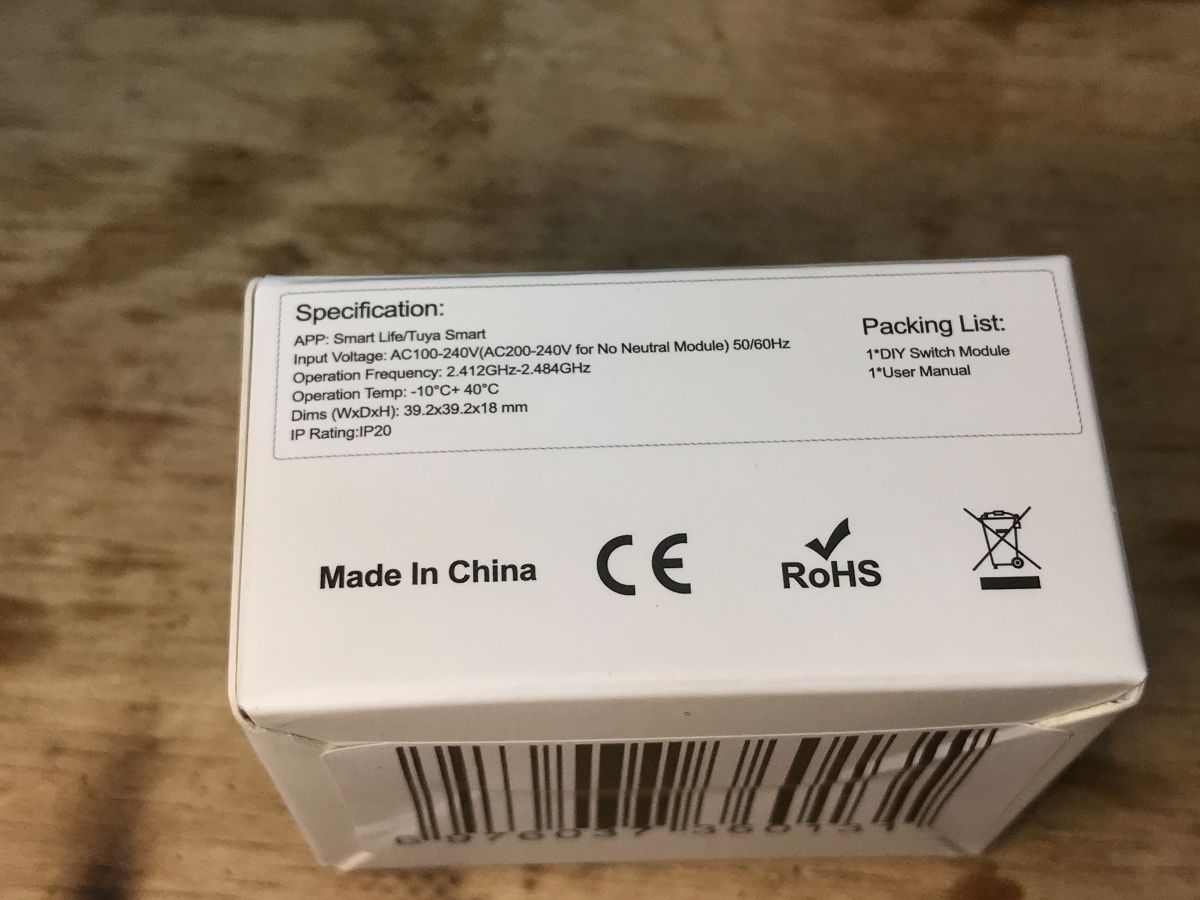 Specification:
APP: Smart Life/Tuya Smart
Input Voltage: AC100-240V(AC200-240V for No Neutral Module) 50/60Hz
Operation Frequency: 2.412GHz-2.484GHz
Operation Temp: -10°C+ 40°C
Dims (WxDxH): 39.2x39.2x18 mm
IP Rating:IP20
Packing List:
1*DIY Switch Module
1*User Manual
Made In China
CE
RoHS